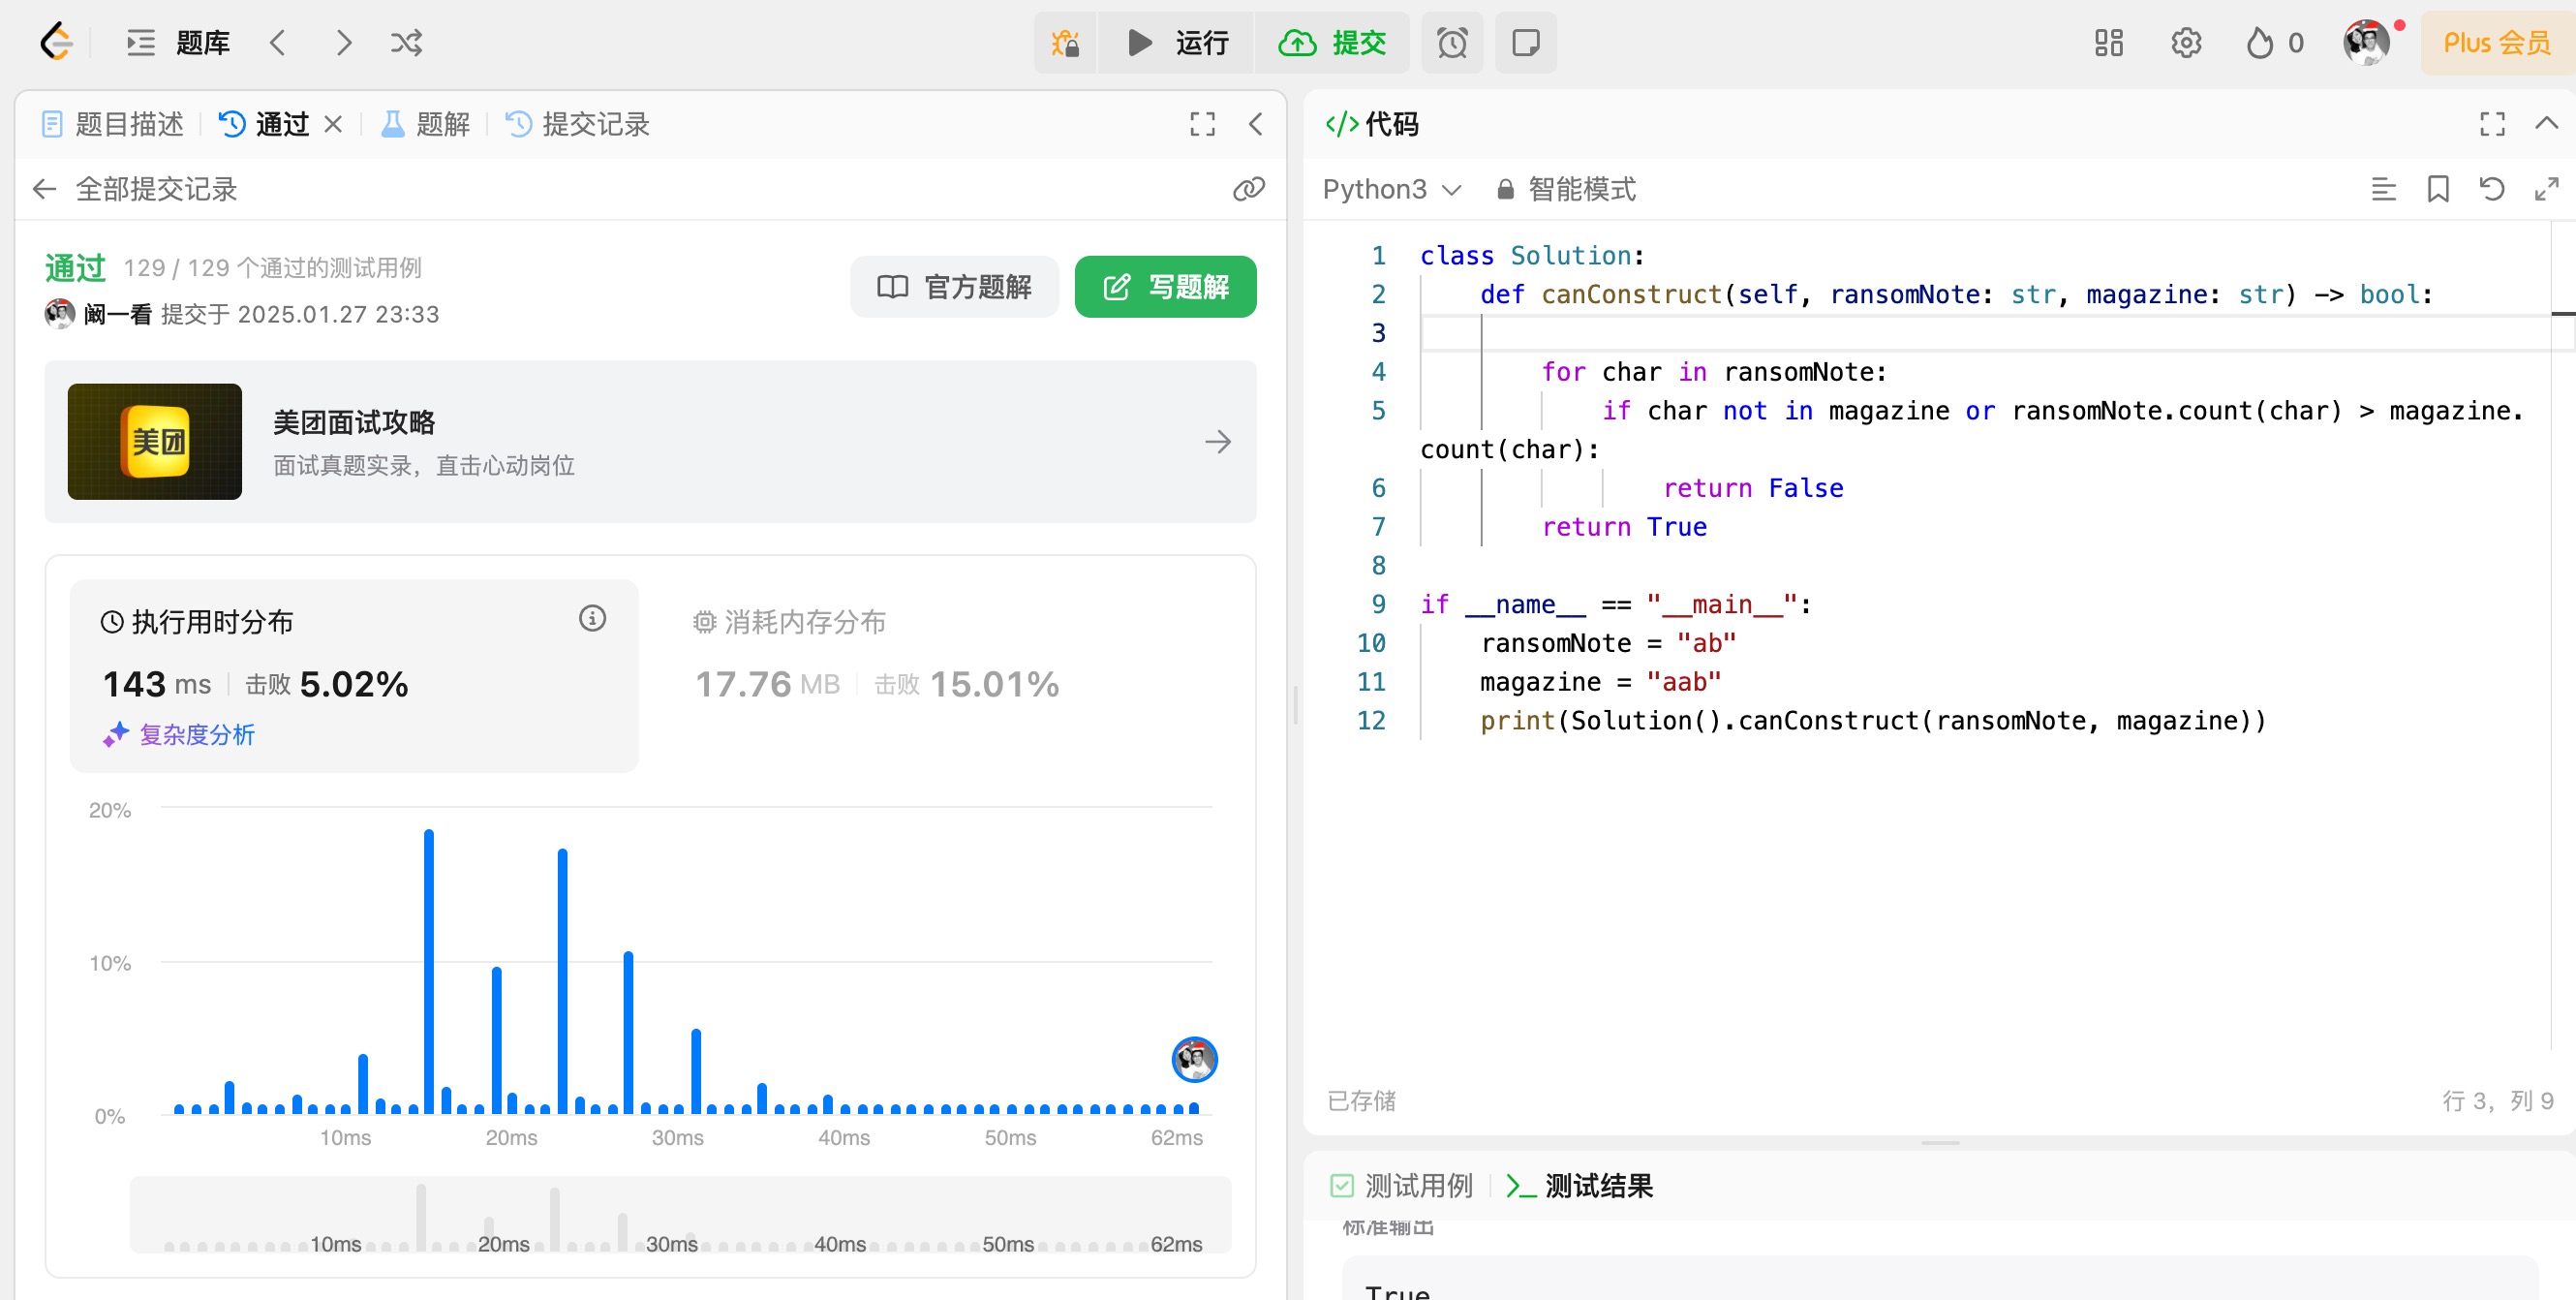 题库
运行
提交
0
Plus 会员
题目描述
通过
题解
提交记录
全部提交记录
通过 129 / 129 个通过的测试用例
阚一看 提交于 2025.01.27 23:33
官方题解
写题解
美团
美团面试攻略
面试真题实录，直击心动岗位
执行用时分布
143 ms 击败 5.02%
复杂度分析
消耗内存分布
17.76 MB 击败 15.01%
20%
10%
0%
10ms 20ms 30ms 40ms 50ms 62ms
10ms 20ms 30ms 40ms 50ms 62ms
</>代码
Python3 智能模式
1 class Solution:
2 def canConstruct(self, ransomNote: str, magazine: str) -> bool:
3
4 for char in ransomNote:
5 if char not in magazine or ransomNote.count(char) > magazine.
count(char):
6 return False
7 return True
8
9 if __name__ == "__main__":
10 ransomNote = "ab"
11 magazine = "aab"
12 print(Solution().canConstruct(ransomNote, magazine))
已存储
行 3，列 9
测试用例
测试结果
标准输出
True